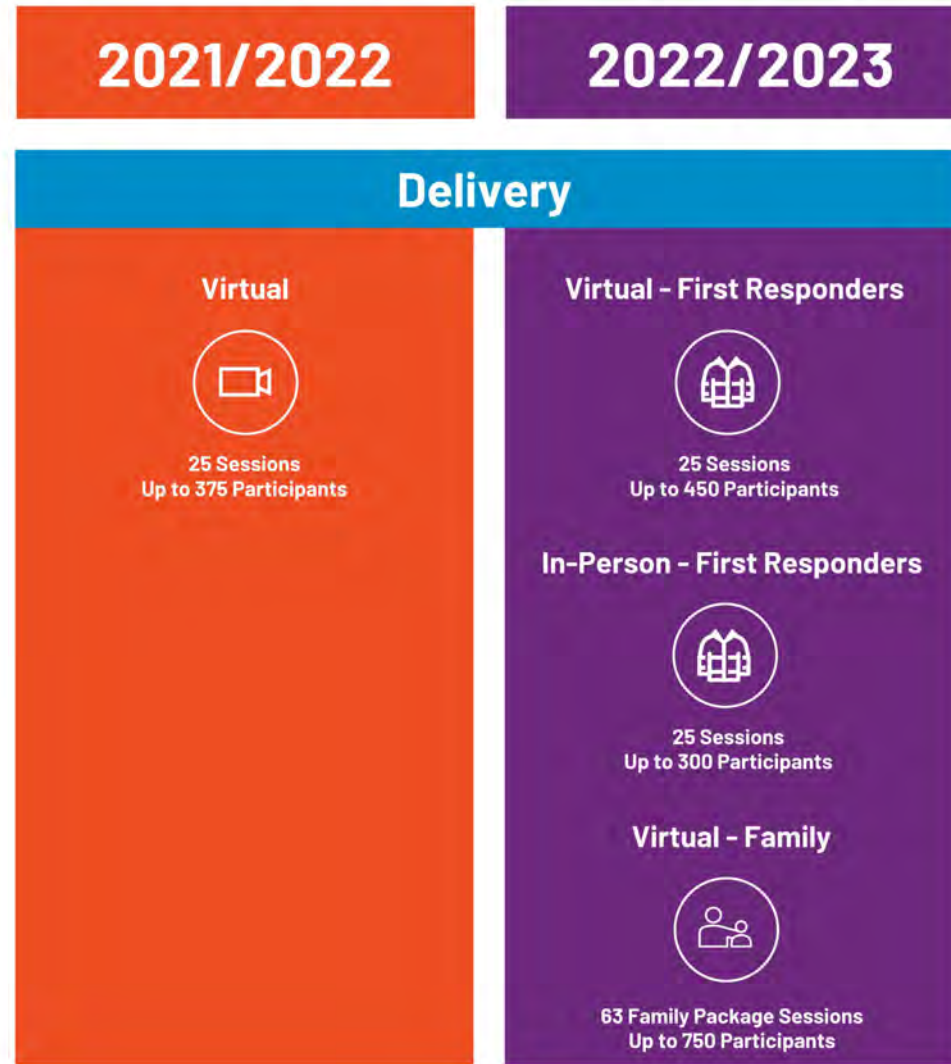 2021/2022
2022/2023
Delivery
Virtual
25 Sessions
Up to 375 Participants
Virtual - First Responders
25 Sessions
Up to 450 Participants
In-Person - First Responders
25 Sessions
Up to 300 Participants
Virtual - Family
63 Family Package Sessions
Up to 750 Participants